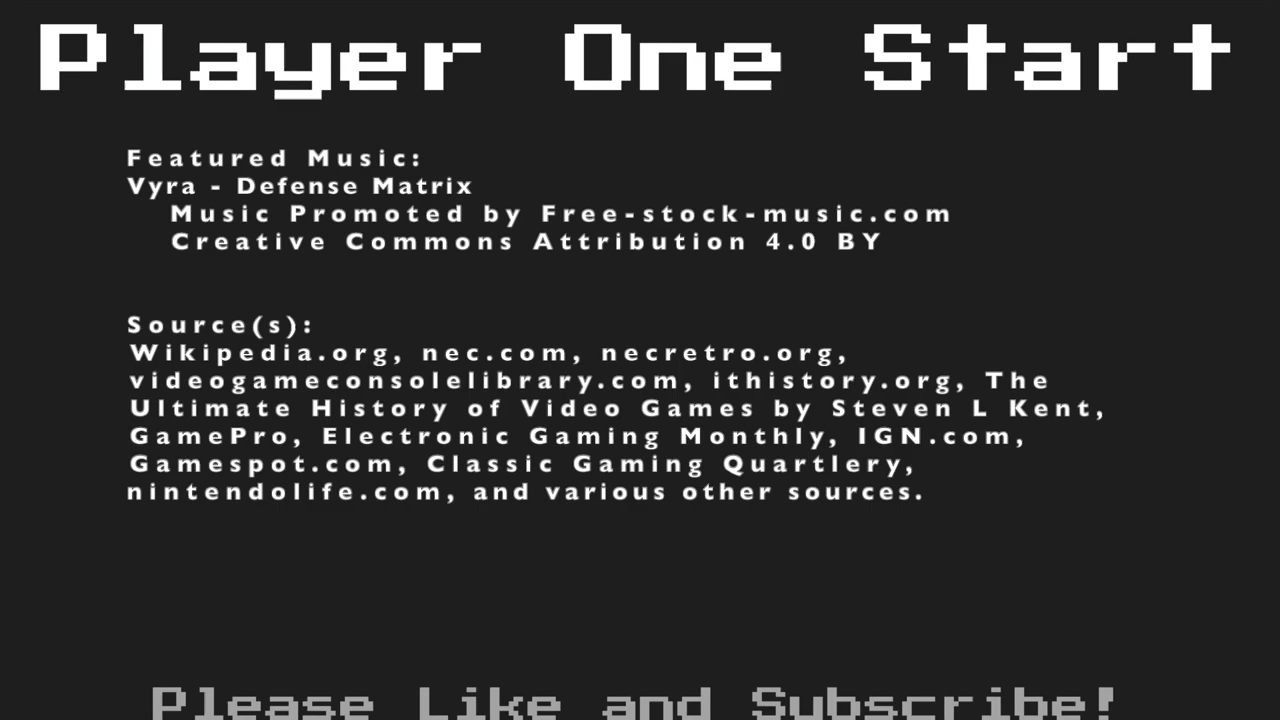 Player One Start
Featured Music:
Vyra - Defense Matrix
Music Promoted by Free-stock-music.com
Creative Commons Attribution 4.0 BY
Source(s):
Wikipedia.org, nec.com, necretro.org,
videogameconsolelibrary.com, ithistory.org, The
Ultimate History of Video Games by Steven L Kent,
GamePro, Electronic Gaming Monthly, IGN.com,
Gamespot.com, Classic Gaming Quartlery,
nintendolife.com, and various other sources.
Please Like and Subscribe!